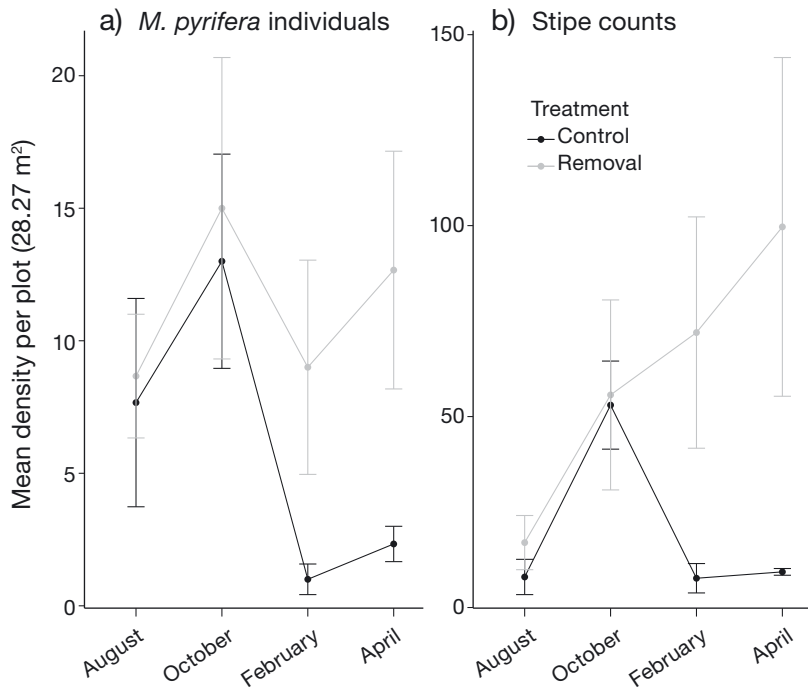 a) M. pyrifera individuals
b) Stipe counts
Mean density per plot (28.27 m²)
20
15
10
5
0
August
October
February
April
150
100
50
0
Treatment
Control
Removal
August
October
February
April